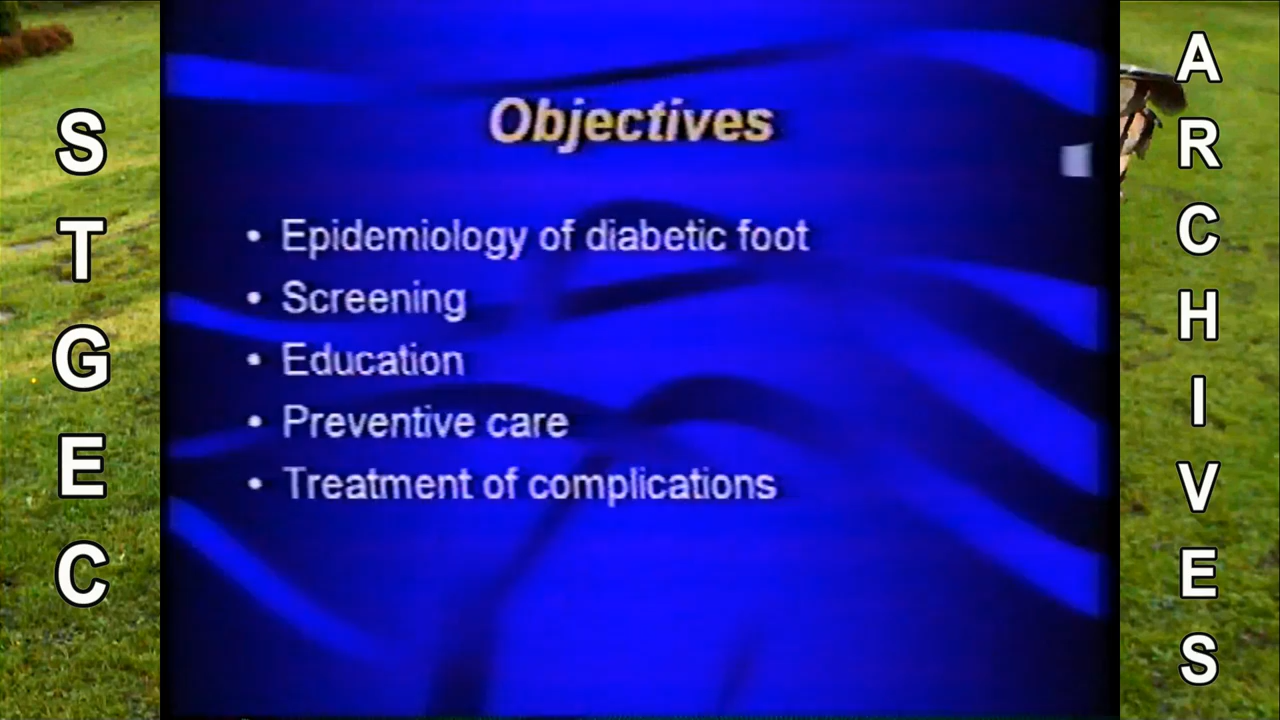 STGEC
Objectives
• Epidemiology of diabetic foot
• Screening
• Education
• Preventive care
• Treatment of complications
ARCHIVES